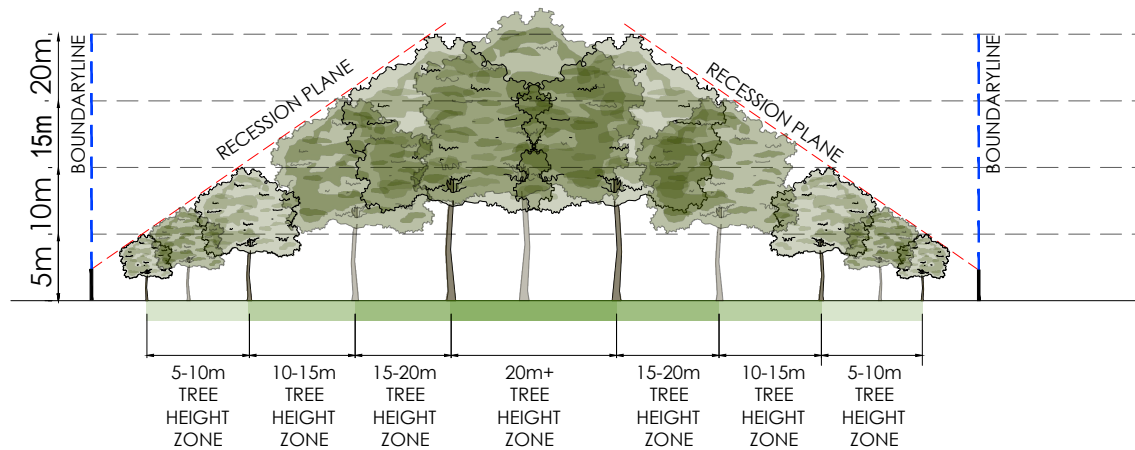 20m
15m
10m
5m
BOUNDARYLINE
RECESSION PLANE
RECESSION PLANE
BOUNDARYLINE
5-10m
TREE
HEIGHT
ZONE
10-15m
TREE
HEIGHT
ZONE
15-20m
TREE
HEIGHT
ZONE
20m+
TREE
HEIGHT
ZONE
15-20m
TREE
HEIGHT
ZONE
10-15m
TREE
HEIGHT
ZONE
5-10m
TREE
HEIGHT
ZONE